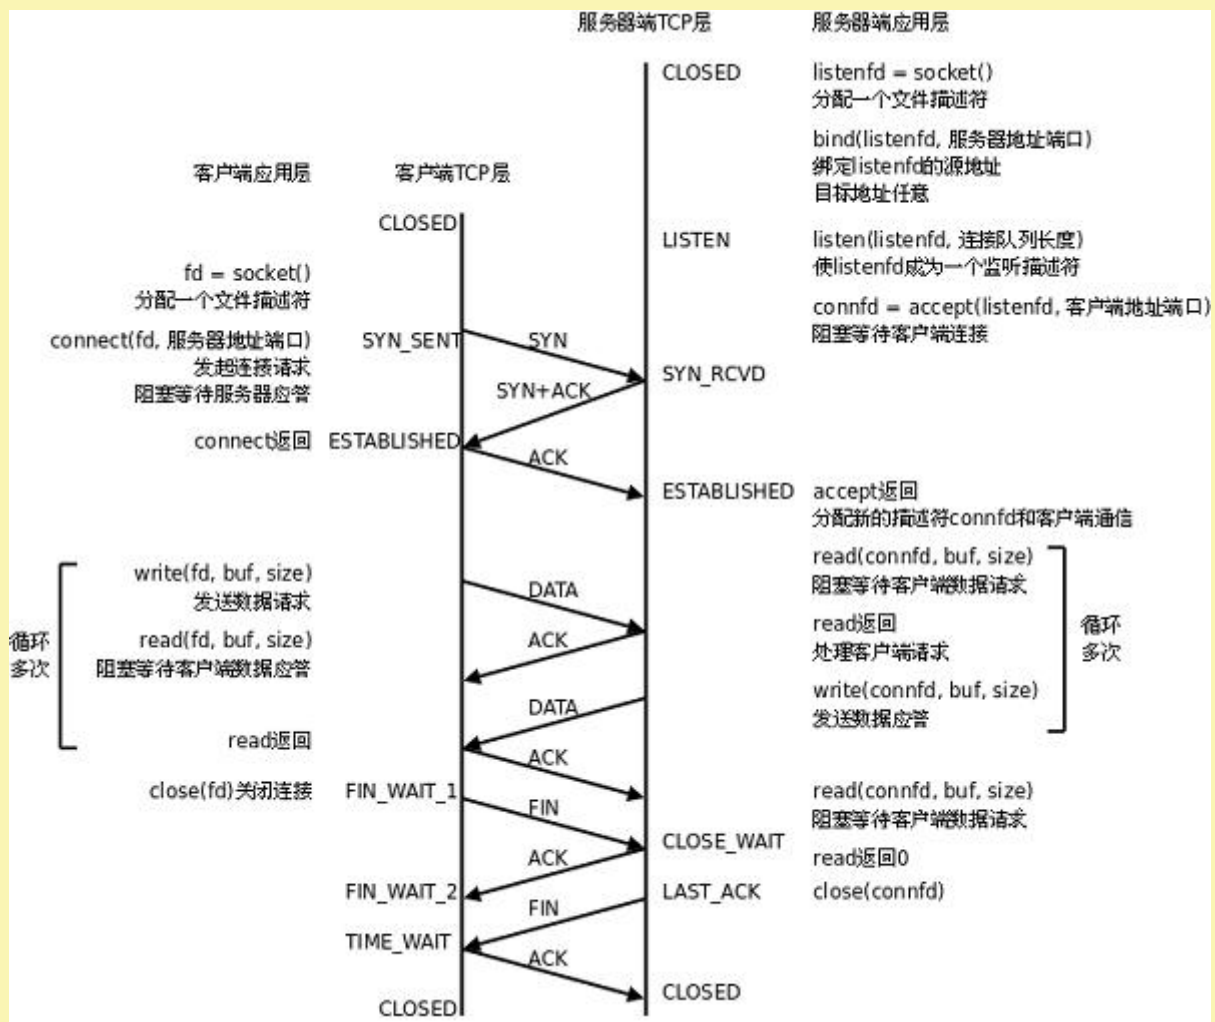 服务器端TCP层 服务器端应用层
CLOSED listenfd = socket()
分配一个文件描述符
bind(listenfd, 服务器地址端口)
客户端应用层 客户端TCP层 绑定listenfd的源地址
目标地址任意
CLOSED
LISTEN listen(listenfd, 连接队列长度)
使listenfd成为一个监听描述符
fd = socket()
分配一个文件描述符
connfd = accept(listenfd, 客户端地址端口)
阻塞等待客户端连接
connect(fd, 服务器地址端口) SYN_SENT SYN
发起连接请求
SYN_RCVD
阻塞等待服务器应答 SYN+ACK
connect返回 ESTABLISHED
ACK
ESTABLISHED accept返回
分配新的描述符connfd和客户端通信
read(connfd, buf, size)
write(fd, buf, size)
阻塞等待客户端数据请求
DATA
发送数据请求
read返回
循环 read(fd, buf, size) ACK 循环
处理客户端请求
多次 阻塞等待客户端数据应答 多次
write(connfd, buf, size)
DATA
发送数据应答
read返回
ACK
close(fd)关闭连接 FIN_WAIT_1 read(connfd, buf, size)
FIN
阻塞等待客户端数据请求
CLOSE_WAIT
ACK read返回0
FIN_WAIT_2 LAST_ACK close(connfd)
FIN
TIME_WAIT
ACK
CLOSED
CLOSED